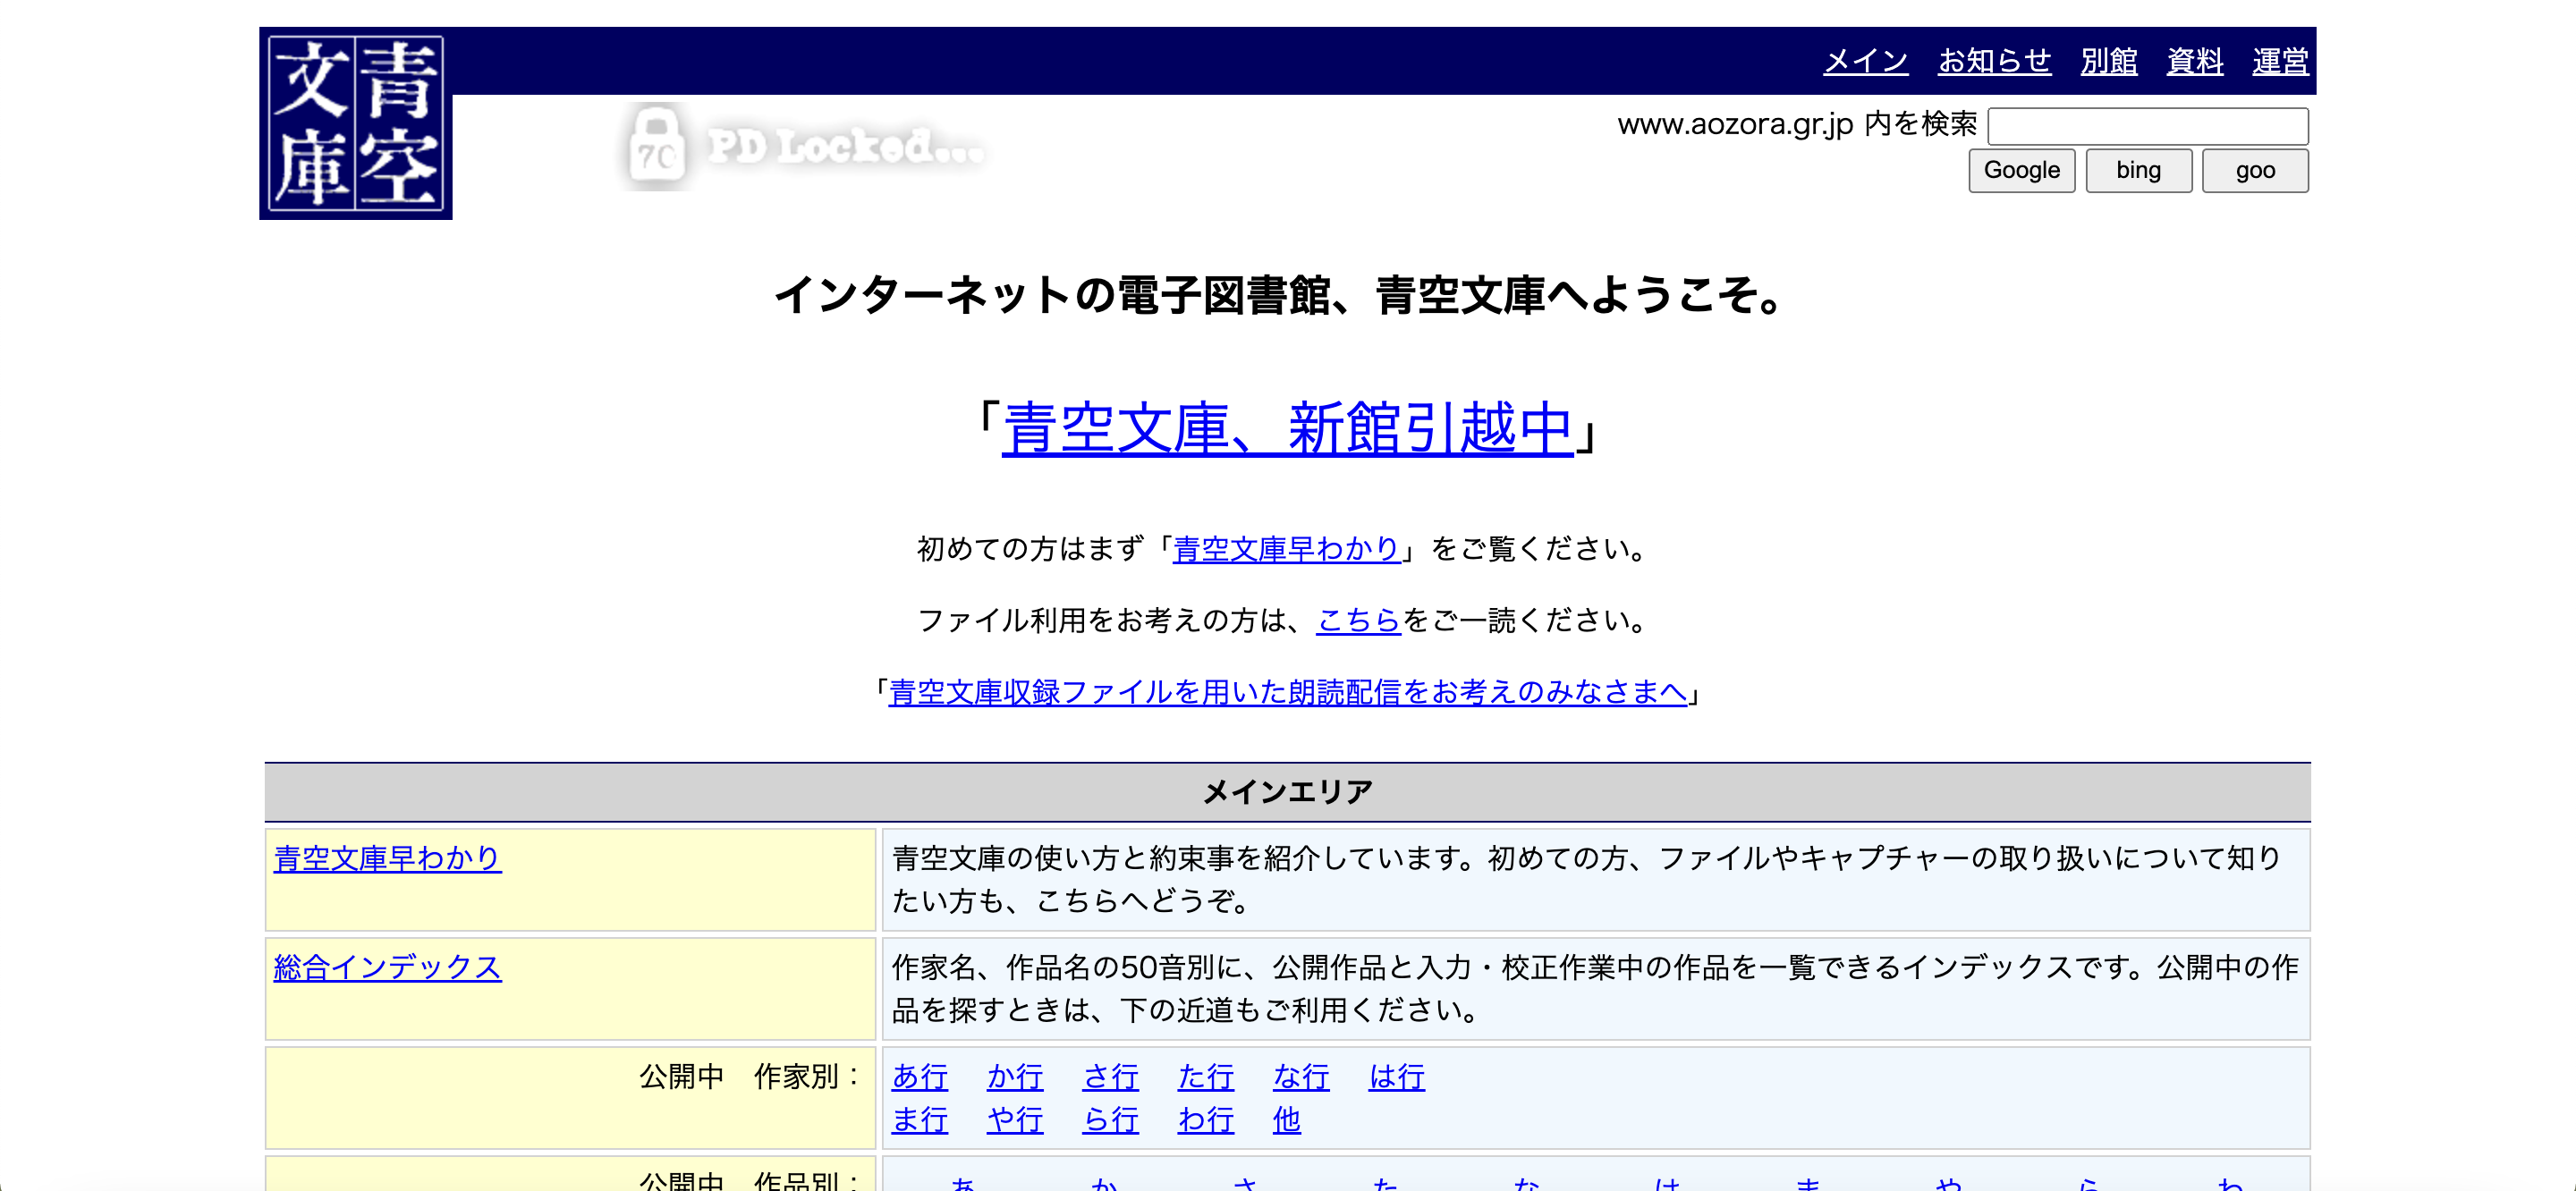 青空文庫
メイン お知らせ 別館 資料 運営
70 PD Locked...
www.aozora.gr.jp 内を検索
Google bing goo
インターネットの電子図書館、青空文庫へようこそ。
「青空文庫、新館引越中」
初めての方はまず「青空文庫早わかり」をご覧ください。
ファイル利用をお考えの方は、こちらをご一読ください。
「青空文庫収録ファイルを用いた朗読配信をお考えのみなさまへ」
メインエリア
青空文庫早わかり
青空文庫の使い方と約束事を紹介しています。初めての方、ファイルやキャプチャーの取り扱いについて知り
たい方も、こちらへどうぞ。
総合インデックス
作家名、作品名の50音別に、公開作品と入力・校正作業中の作品を一覧できるインデックスです。公開中の作
品を探すときは、下の近道もご利用ください。
公開中 作家別：
あ行 か行 さ行 た行 な行 は行
ま行 や行 ら行 わ行 他
公開中 作品別：
あ か さ た な は ま や ら わ